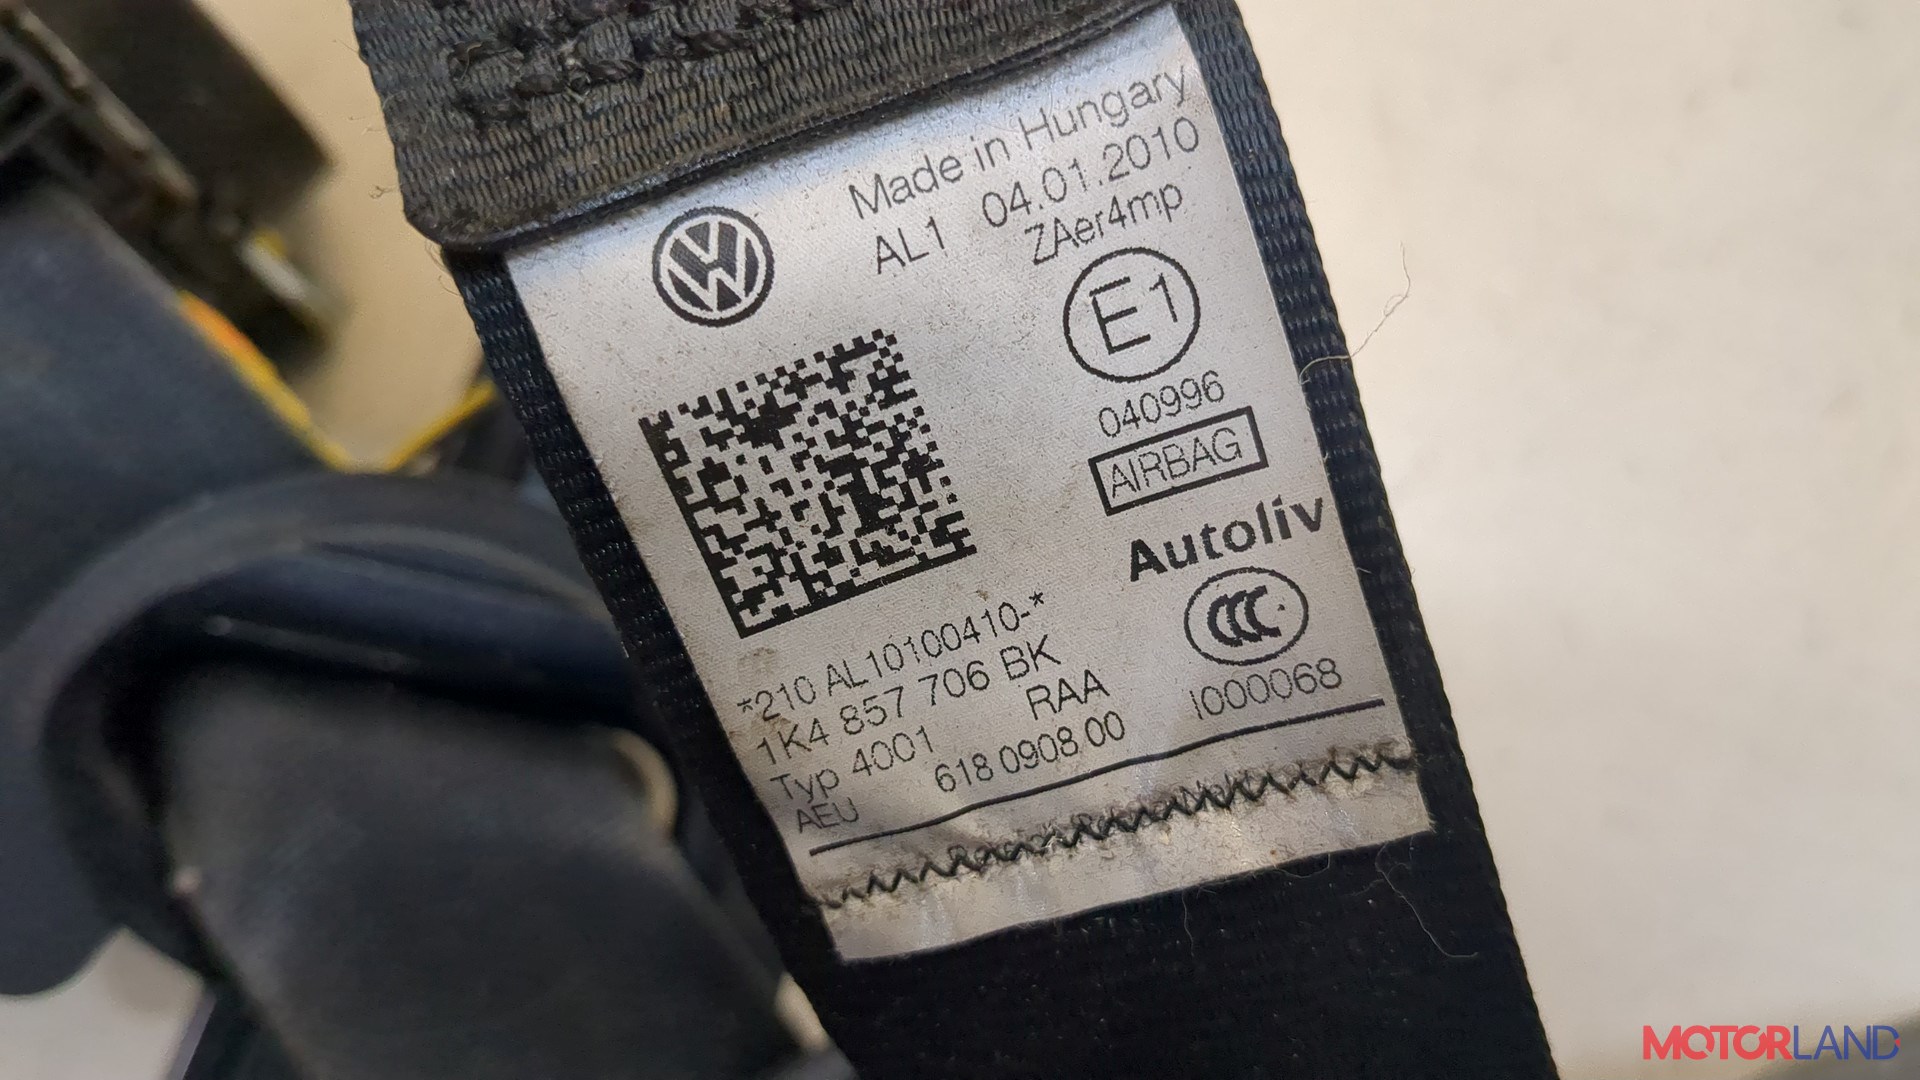 Made in Hungary
AL1 04.01.2010
ZAer4mp
E1
040996
AIRBAG
Autoliv
CCC
*210 AL10100410-*
1K4 857 706 BK
RAA
Typ 4001
I000068
AEU 618 0908 00
MOTORLAND